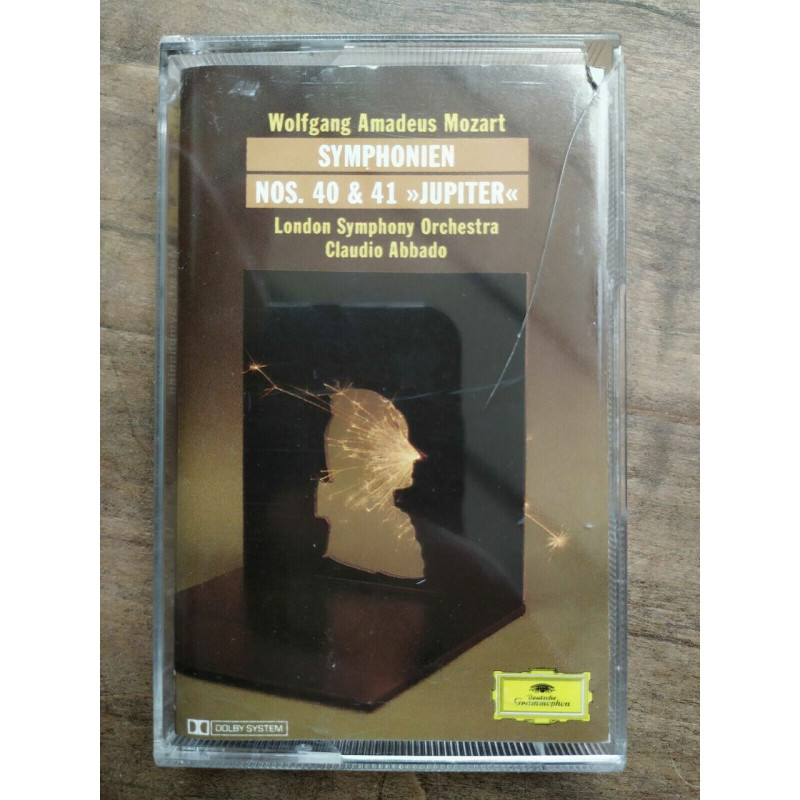 Wolfgang Amadeus Mozart
SYMPHONIEN
NOS. 40 & 41 »JUPITER«
London Symphony Orchestra
Claudio Abbado
Deutsche
Grammophon
DOLBY SYSTEM